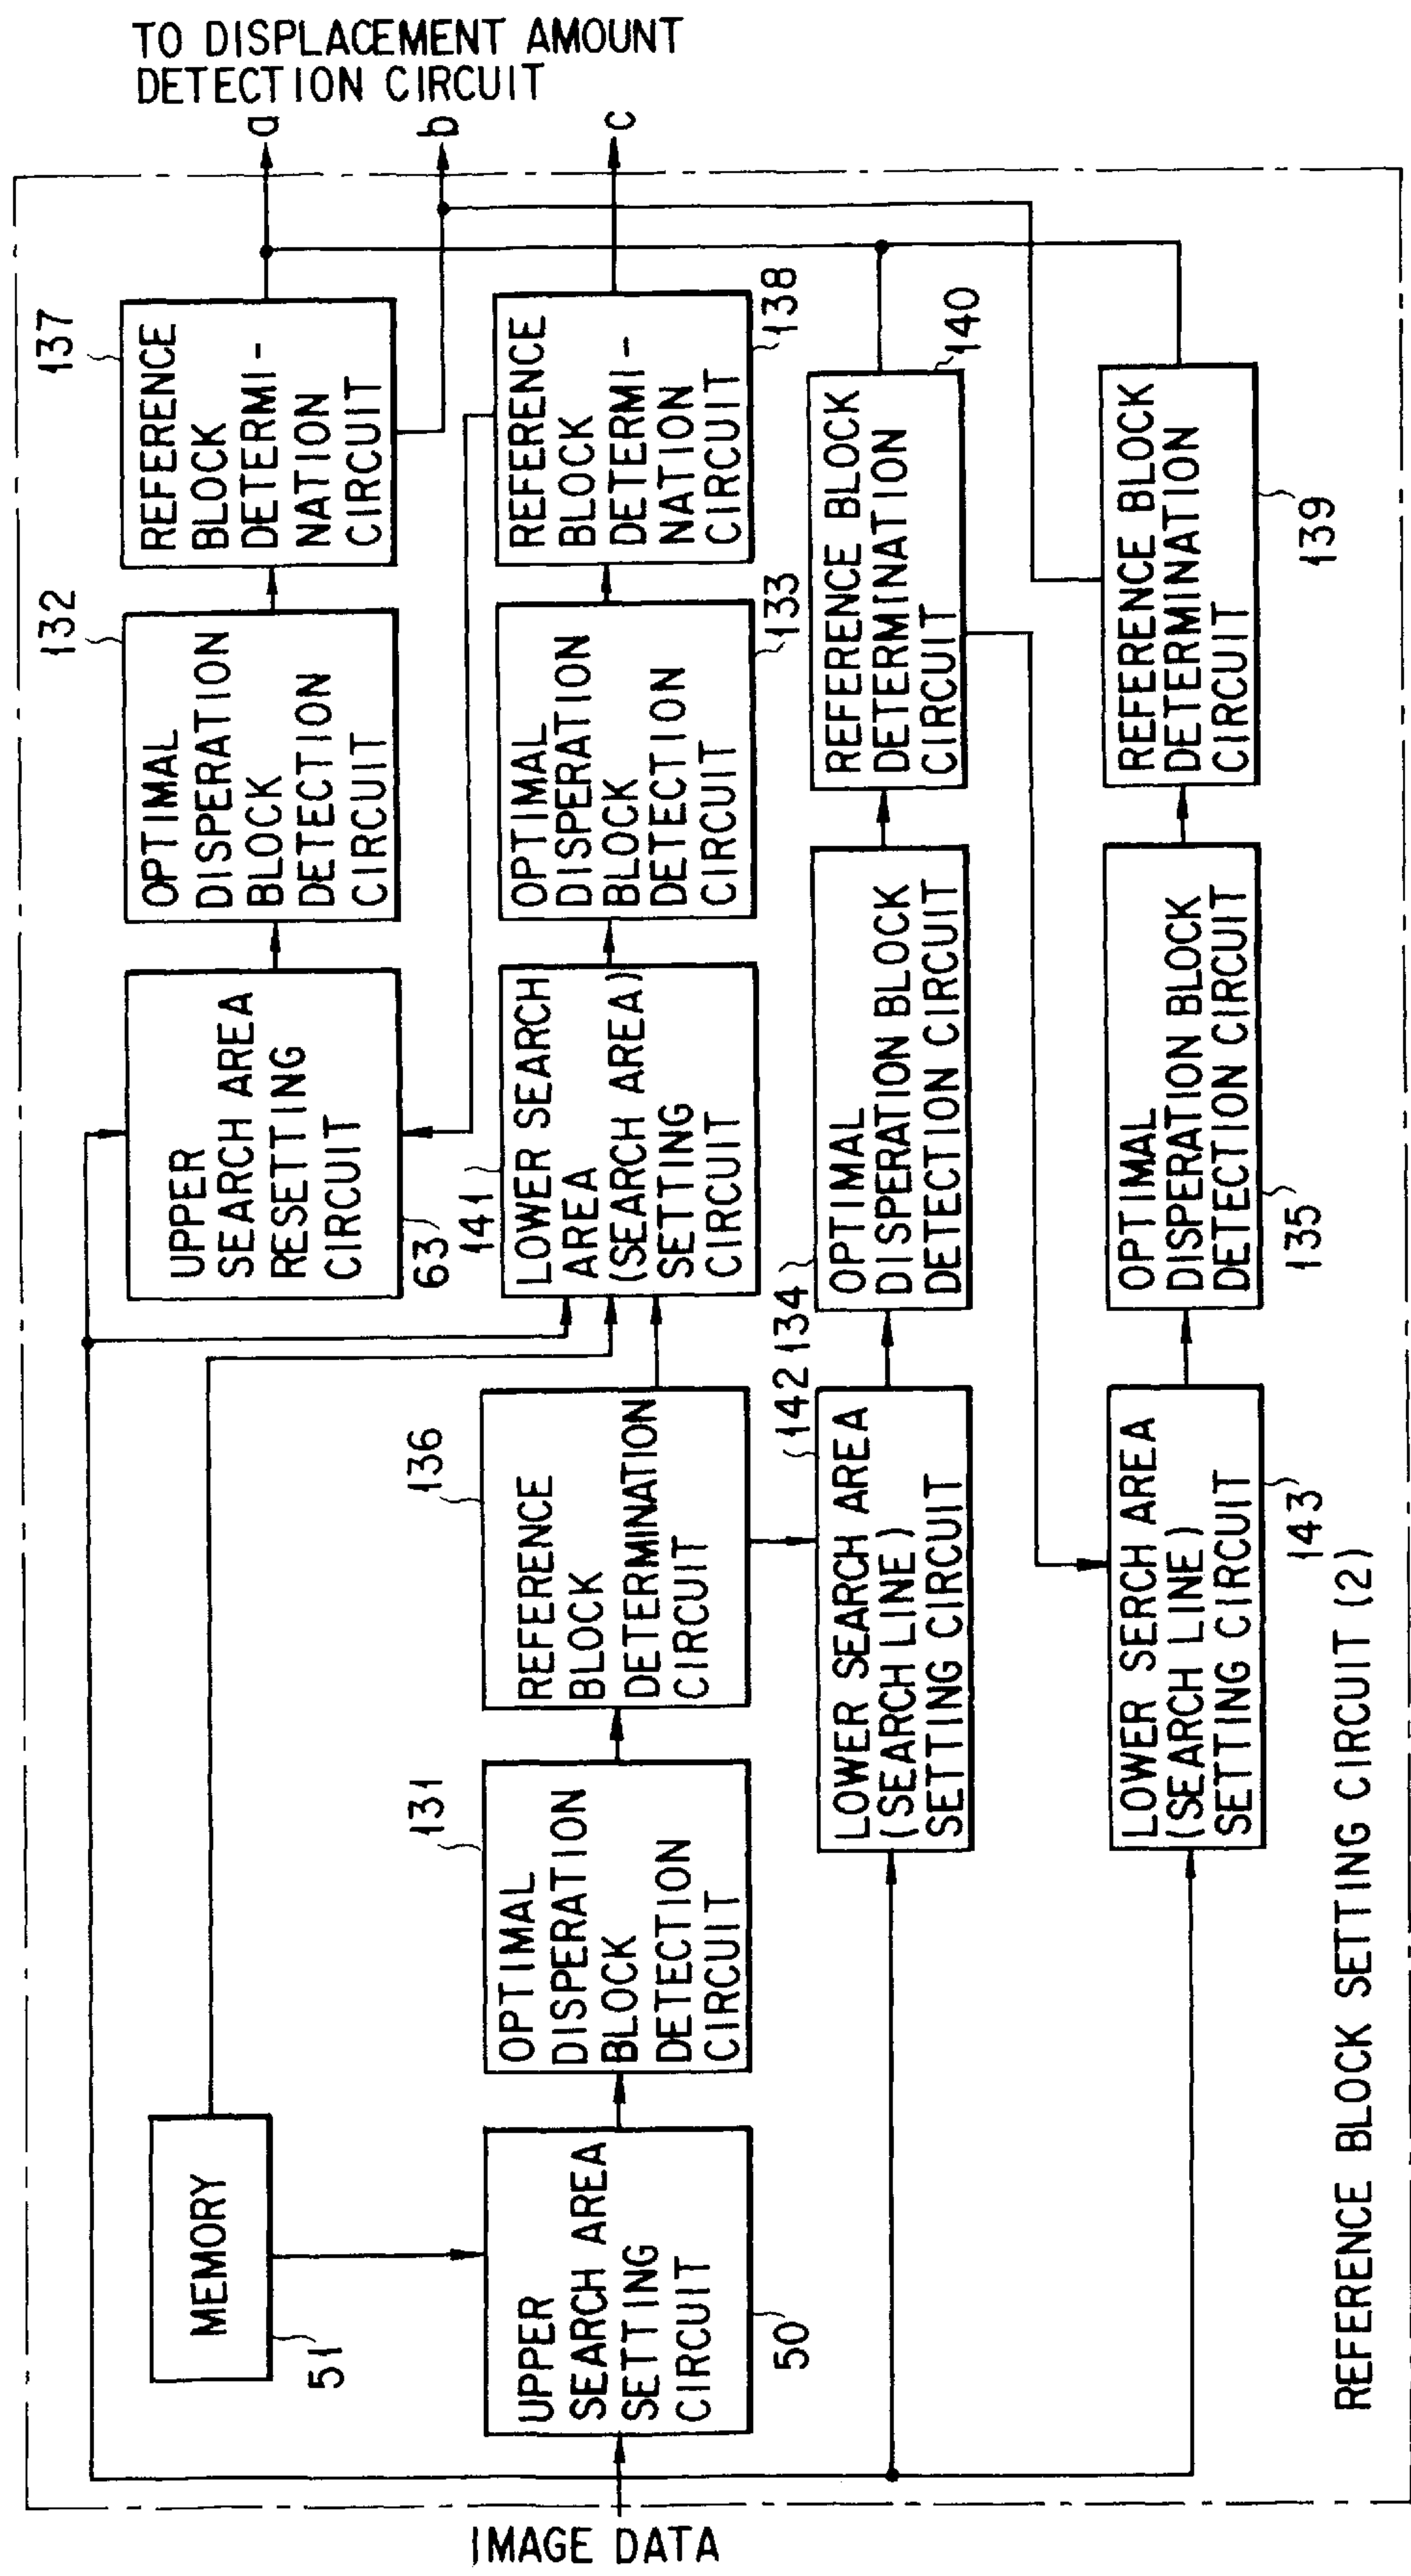 TO DISPLACEMENT AMOUNT
DETECTION CIRCUIT
a
b
c
137
REFERENCE
BLOCK
DETERMI-
NATION
CIRCUIT
132
OPTIMAL
DISPERATION
BLOCK
DETECTION
CIRCUIT
UPPER
SEARCH AREA
RESETTING
CIRCUIT
63
138
REFERENCE
BLOCK
DETERMI-
NATION
CIRCUIT
133
OPTIMAL
DISPERATION
BLOCK
DETECTION
CIRCUIT
141
LOWER SEARCH
AREA
(SEARCH AREA)
SETTING
CIRCUIT
136
REFERENCE
BLOCK
DETERMINATION
CIRCUIT
131
OPTIMAL
DISPERATION
BLOCK
DETECTION
CIRCUIT
MEMORY
51
UPPER
SEARCH AREA
SETTING
CIRCUIT
50
IMAGE DATA
140
REFERENCE BLOCK
DETERMINATION
CIRCUIT
134
OPTIMAL
DISPERATION BLOCK
DETECTION CIRCUIT
142
LOWER SEARCH AREA
(SEARCH LINE)
SETTING CIRCUIT
139
REFERENCE BLOCK
DETERMINATION
CIRCUIT
135
OPTIMAL
DISPERATION BLOCK
DETECTION CIRCUIT
143
LOWER SERCH AREA
(SEARCH LINE)
SETTING CIRCUIT
REFERENCE BLOCK SETTING CIRCUIT (2)